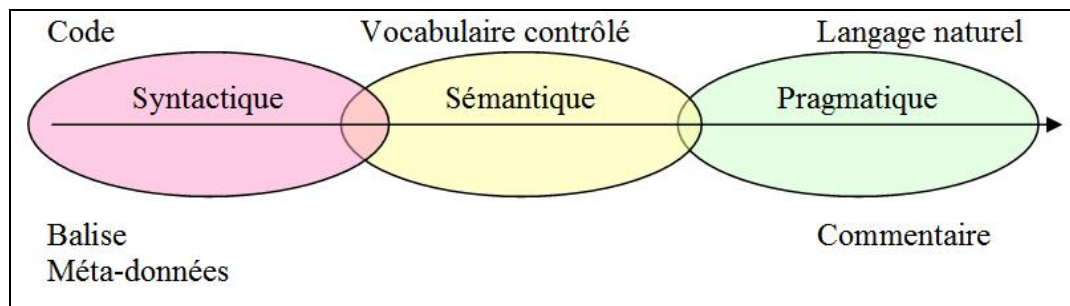 Code Vocabulaire contrôlé Langage naturel
Syntactique Sémantique Pragmatique
Balise Commentaire
Méta-données